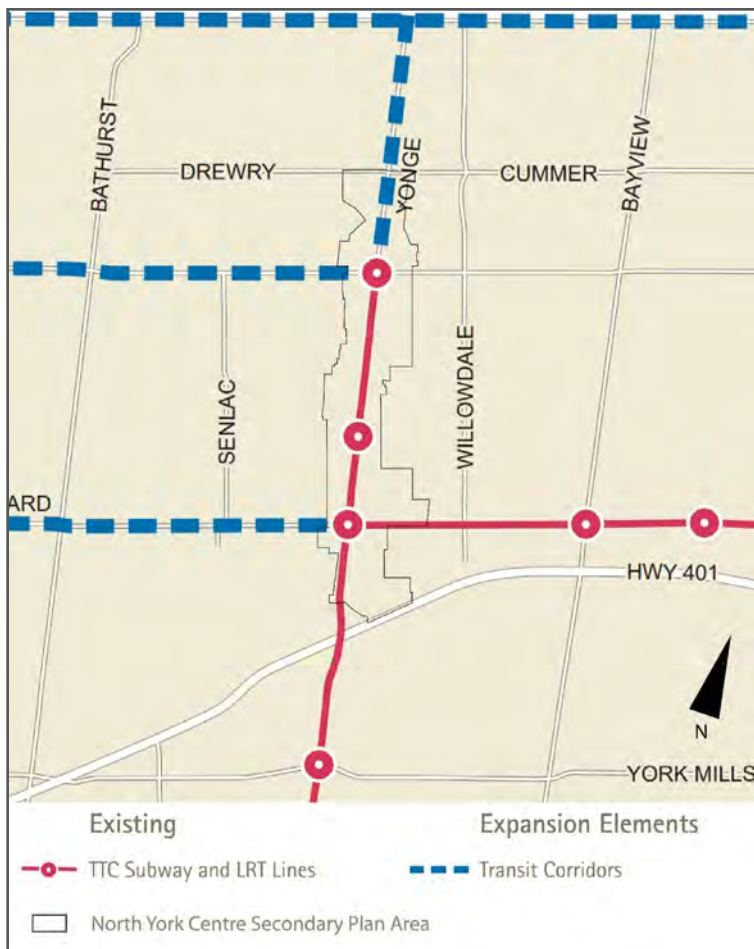 BATHURST
DREWRY
YONGE
CUMMER
BAYVIEW
SENLAC
WILLOWDALE
ARD
HWY 401
N
YORK MILLS
Existing
Expansion Elements
TTC Subway and LRT Lines
Transit Corridors
North York Centre Secondary Plan Area